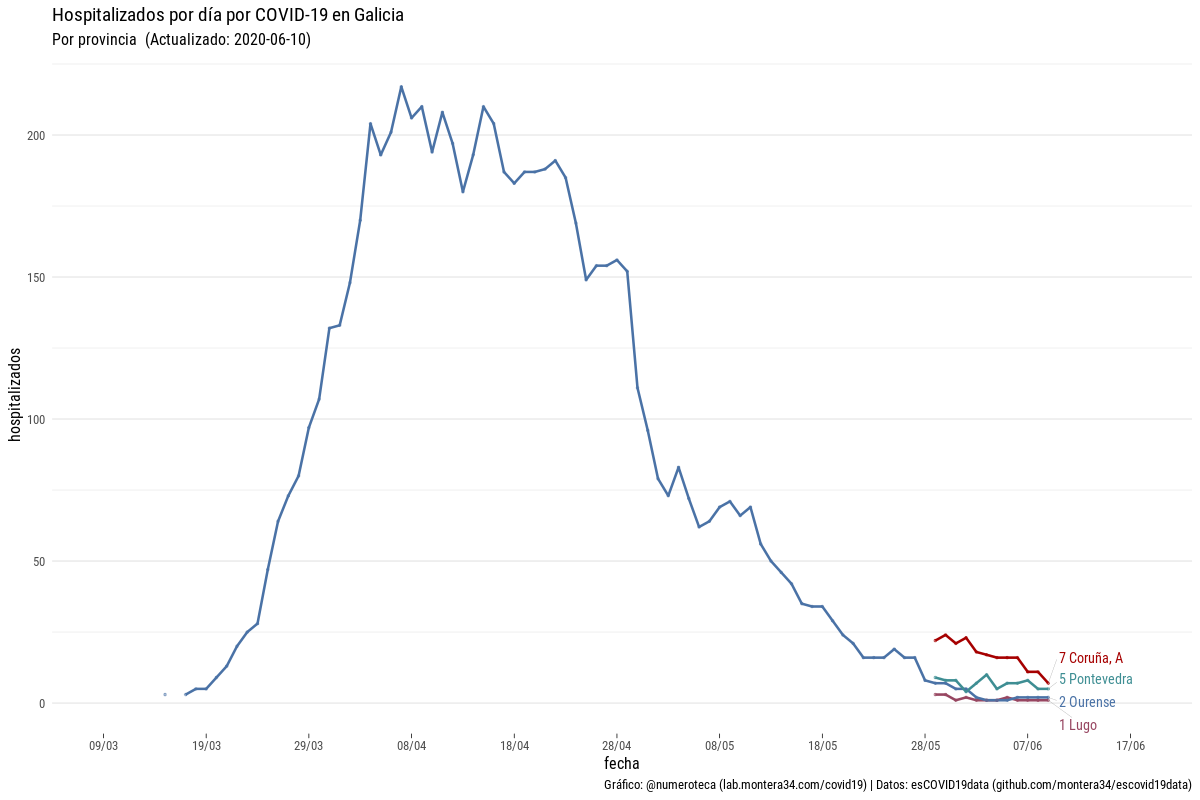 Hospitalizados por día por COVID-19 en Galicia
Por provincia  (Actualizado: 2020-06-10)
hospitalizados
200
150
100
50
0
7 Coruña, A
5 Pontevedra
2 Ourense
1 Lugo
09/03 19/03 29/03 08/04 18/04 28/04 08/05 18/05 28/05 07/06 17/06
fecha
Gráfico: @numeroteca (lab.montera34.com/covid19) | Datos: esCOVID19data (github.com/montera34/escovid19data)